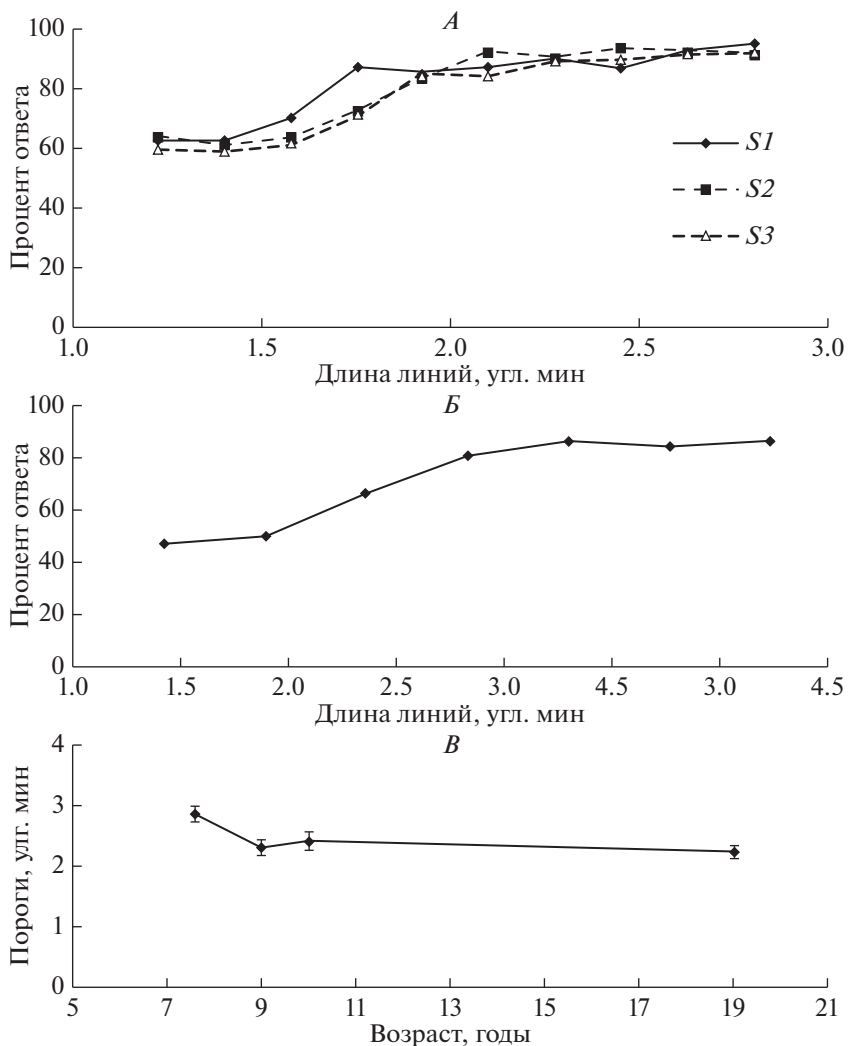 А
100
80
60
40
20
0
Процент ответа
S1
S2
S3
1.0 1.5 2.0 2.5 3.0
Длина линий, угл. мин
Б
100
80
60
40
20
0
Процент ответа
1.0 1.5 2.0 2.5 3.0 4.5 3.0 4.5
Длина линий, угл. мин
В
4
3
2
1
0
Пороги, улг. мин
5 7 9 11 13 15 17 19 21
Возраст, годы